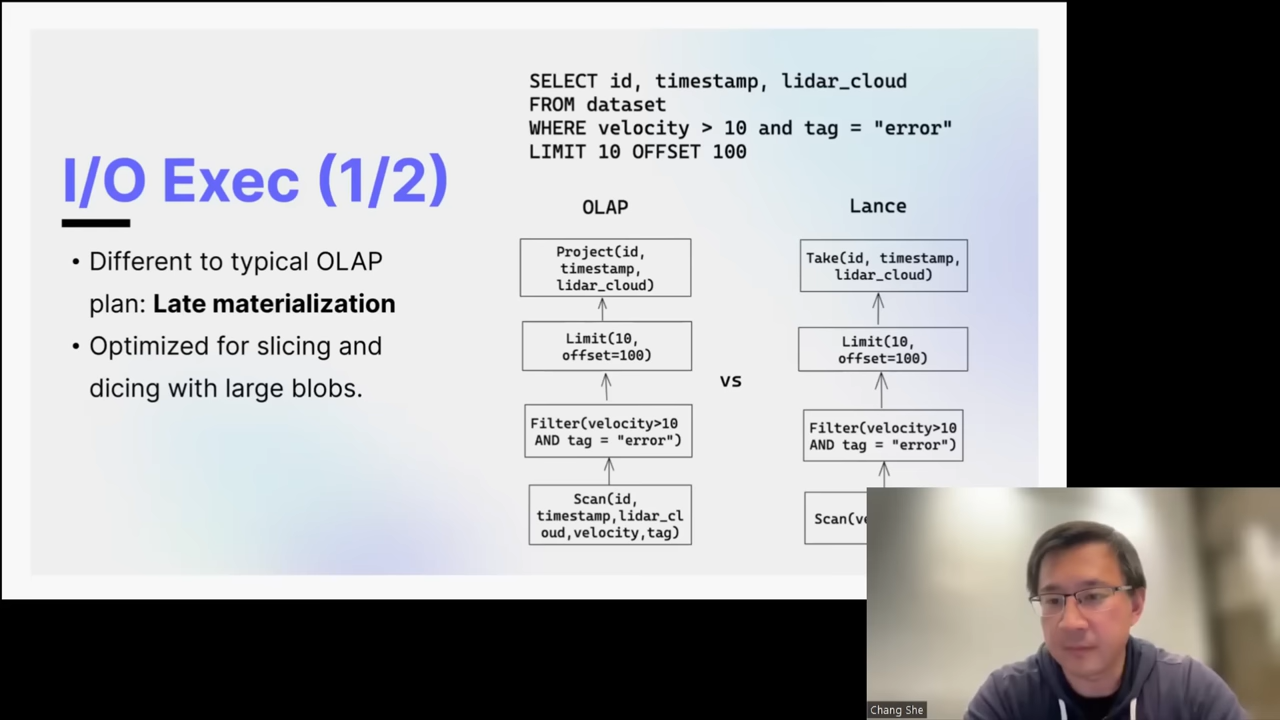 I/O Exec (1/2)
• Different to typical OLAP
plan: Late materialization
• Optimized for slicing and
dicing with large blobs.
SELECT id, timestamp, lidar_cloud
FROM dataset
WHERE velocity > 10 and tag = "error"
LIMIT 10 OFFSET 100
OLAP
Project(id,
timestamp,
lidar_cloud)
Limit(10,
offset=100)
Filter(velocity>10
AND tag = "error")
Scan(id,
timestamp,lidar_cl
oud,velocity,tag)
vs
Lance
Take(id, timestamp,
lidar_cloud)
Limit(10,
offset=100)
Filter(velocity>10
AND tag = "error")
Scan(ve
Chang She